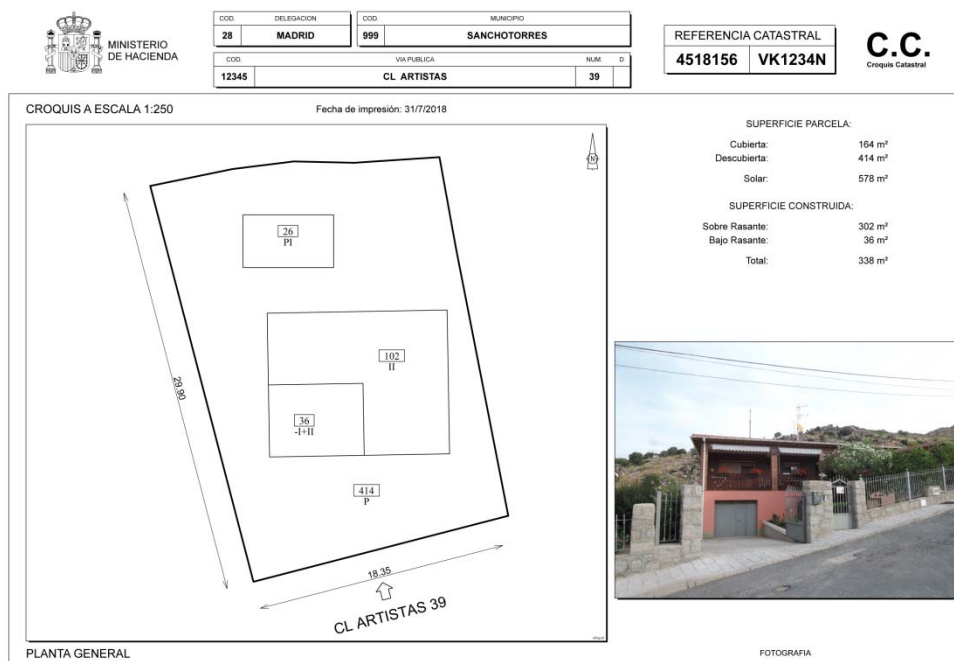 MINISTERIO
DE HACIENDA
COD. DELEGACION
28 MADRID
COD. MUNICIPIO
999 SANCHOTORRES
COD. VIA PUBLICA NUM. D
12345 CL ARTISTAS 39
REFERENCIA CATASTRAL
4518156 VK1234N
C.C.
Croquis Catastral
CROQUIS A ESCALA 1:250
Fecha de impresión: 31/7/2018
N
26
PI
102
II
36
-I+II
414
P
29.90
18.35
CL ARTISTAS 39
PLANTA GENERAL
SUPERFICIE PARCELA:
Cubierta: 164 m²
Descubierta: 414 m²
Solar: 578 m²
SUPERFICIE CONSTRUIDA:
Sobre Rasante: 302 m²
Bajo Rasante: 36 m²
Total: 338 m²
FOTOGRAFIA